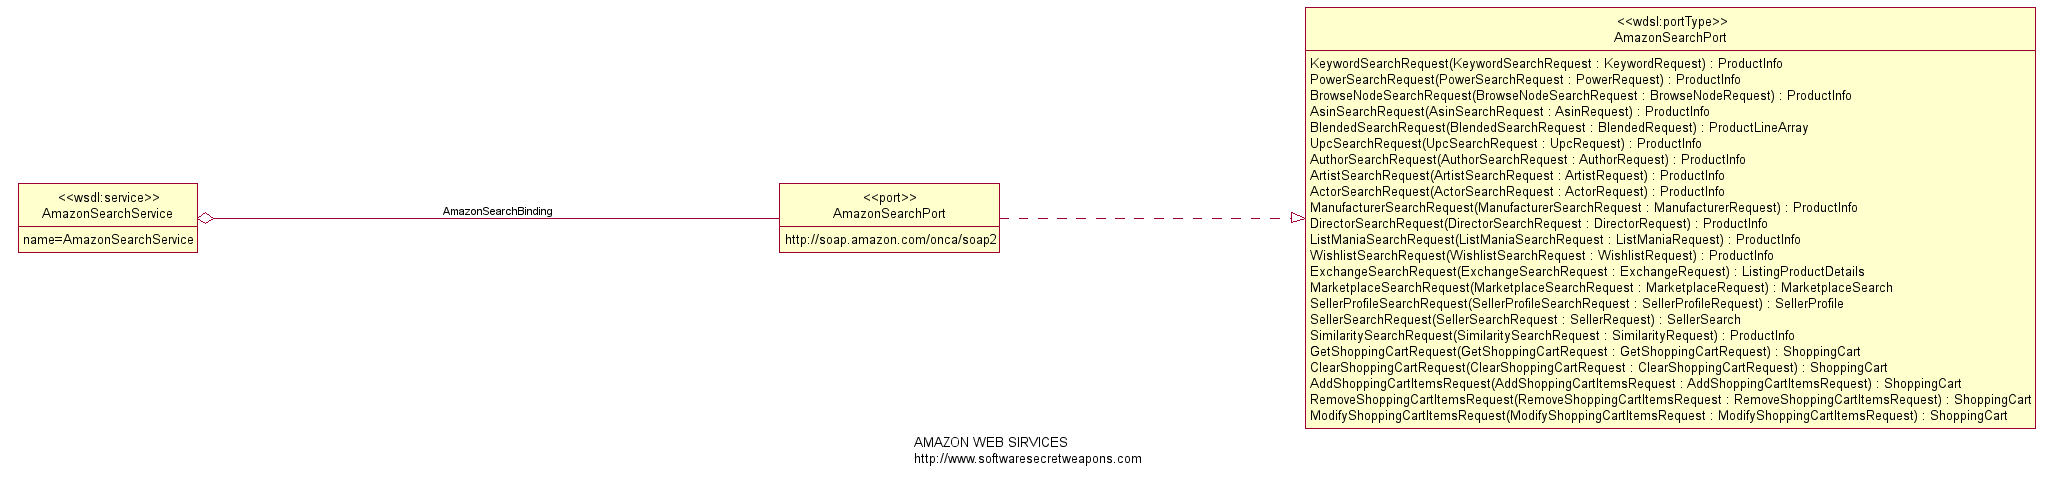 <<wsdl:service>>
AmazonSearchService
name=AmazonSearchService
AmazonSearchBinding
<<port>>
AmazonSearchPort
http://soap.amazon.com/onca/soap2
<<wdsl:portType>>
AmazonSearchPort
KeywordSearchRequest(KeywordSearchRequest : KeywordRequest) : ProductInfo
PowerSearchRequest(PowerSearchRequest : PowerRequest) : ProductInfo
BrowseNodeSearchRequest(BrowseNodeSearchRequest : BrowseNodeRequest) : ProductInfo
AsinSearchRequest(AsinSearchRequest : AsinRequest) : ProductInfo
BlendedSearchRequest(BlendedSearchRequest : BlendedRequest) : ProductLineArray
UpcSearchRequest(UpcSearchRequest : UpcRequest) : ProductInfo
AuthorSearchRequest(AuthorSearchRequest : AuthorRequest) : ProductInfo
ArtistSearchRequest(ArtistSearchRequest : ArtistRequest) : ProductInfo
ActorSearchRequest(ActorSearchRequest : ActorRequest) : ProductInfo
ManufacturerSearchRequest(ManufacturerSearchRequest : ManufacturerRequest) : ProductInfo
DirectorSearchRequest(DirectorSearchRequest : DirectorRequest) : ProductInfo
ListManiaSearchRequest(ListManiaSearchRequest : ListManiaRequest) : ProductInfo
WishlistSearchRequest(WishlistSearchRequest : WishlistRequest) : ProductInfo
ExchangeSearchRequest(ExchangeSearchRequest : ExchangeRequest) : ListingProductDetails
MarketplaceSearchRequest(MarketplaceSearchRequest : MarketplaceRequest) : MarketplaceSearch
SellerProfileSearchRequest(SellerProfileSearchRequest : SellerProfileRequest) : SellerProfile
SellerSearchRequest(SellerSearchRequest : SellerRequest) : SellerSearch
SimilaritySearchRequest(SimilaritySearchRequest : SimilarityRequest) : ProductInfo
GetShoppingCartRequest(GetShoppingCartRequest : GetShoppingCartRequest) : ShoppingCart
ClearShoppingCartRequest(ClearShoppingCartRequest : ClearShoppingCartRequest) : ShoppingCart
AddShoppingCartItemsRequest(AddShoppingCartItemsRequest : AddShoppingCartItemsRequest) : ShoppingCart
RemoveShoppingCartItemsRequest(RemoveShoppingCartItemsRequest : RemoveShoppingCartItemsRequest) : ShoppingCart
ModifyShoppingCartItemsRequest(ModifyShoppingCartItemsRequest : ModifyShoppingCartItemsRequest) : ShoppingCart
AMAZON WEB SIRVICES
http://www.softwaresecretweapons.com